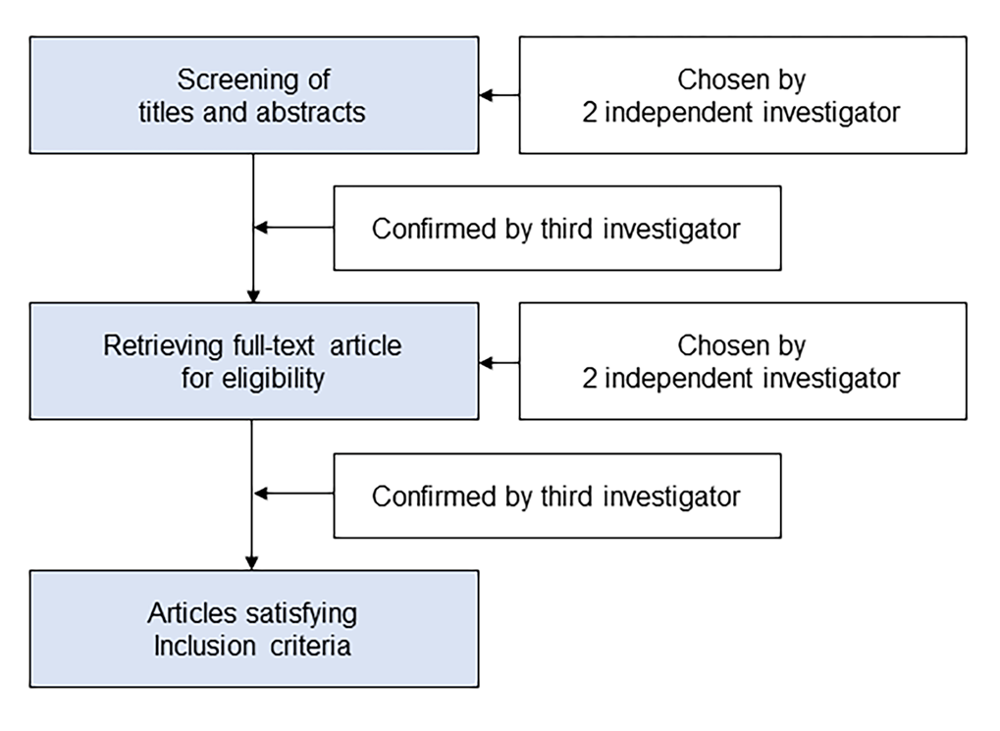 Screening of
titles and abstracts
Chosen by
2 independent investigator
Confirmed by third investigator
Retrieving full-text article
for eligibility
Chosen by
2 independent investigator
Confirmed by third investigator
Articles satisfying
Inclusion criteria